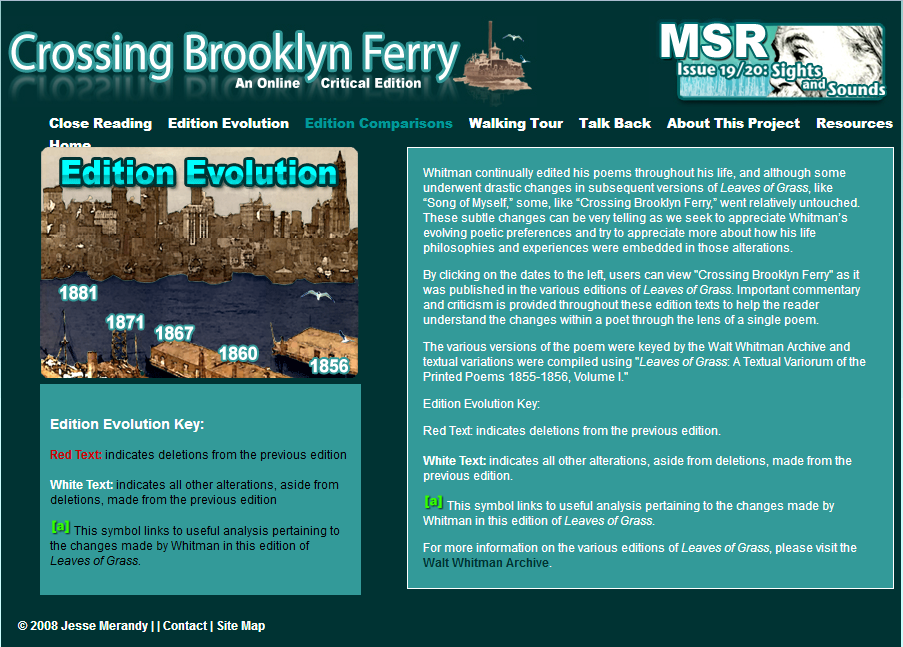 Crossing Brooklyn Ferry
An Online Critical Edition
MSR
Issue 19/20: Sights
and Sounds
Close Reading Edition Evolution Edition Comparisons Walking Tour Talk Back About This Project Resources
Home
Edition Evolution
1881
1871
1867
1860
1856
Edition Evolution Key:
Red Text: indicates deletions from the previous edition
White Text: indicates all other alterations, aside from
deletions, made from the previous edition
[a] This symbol links to useful analysis pertaining to
the changes made by Whitman in this edition of
Leaves of Grass.
Whitman continually edited his poems throughout his life, and although some
underwent drastic changes in subsequent versions of Leaves of Grass, like
“Song of Myself,” some, like “Crossing Brooklyn Ferry,” went relatively untouched.
These subtle changes can be very telling as we seek to appreciate Whitman's
evolving poetic preferences and try to appreciate more about how his life
philosophies and experiences were embedded in those alterations.
By clicking on the dates to the left, users can view "Crossing Brooklyn Ferry" as it
was published in the various editions of Leaves of Grass. Important commentary
and criticism is provided throughout these edition texts to help the reader
understand the changes within a poet through the lens of a single poem.
The various versions of the poem were keyed by the Walt Whitman Archive and
textual variations were compiled using "Leaves of Grass: A Textual Variorum of the
Printed Poems 1855-1856, Volume I."
Edition Evolution Key:
Red Text: indicates deletions from the previous edition.
White Text: indicates all other alterations, aside from deletions, made from the
previous edition.
[a] This symbol links to useful analysis pertaining to the changes made by
Whitman in this edition of Leaves of Grass.
For more information on the various editions of Leaves of Grass, please visit the
Walt Whitman Archive.
© 2008 Jesse Merandy | | Contact | Site Map